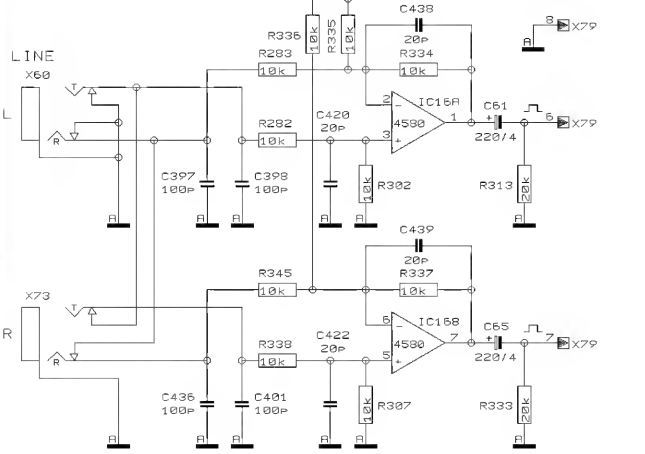 C438
20p
8
A
X79
R336
10k
R335
10k
R283
10k
R334
10k
LINE
X60
T
L
R
2
IC16A
4580
1
3
C61
+
220/4
6
X79
R282
10k
C420
20p
C397
100p
C398
100p
10k
R302
R313
20k
A
A
A
A
A
A
C439
20p
R345
10k
R337
10k
X73
T
R
R
6
IC16B
4580
7
5
C65
+
220/4
7
X79
R338
10k
C422
20p
C436
100p
C401
100p
10k
R307
R333
20k
A
A
A
A
A
A